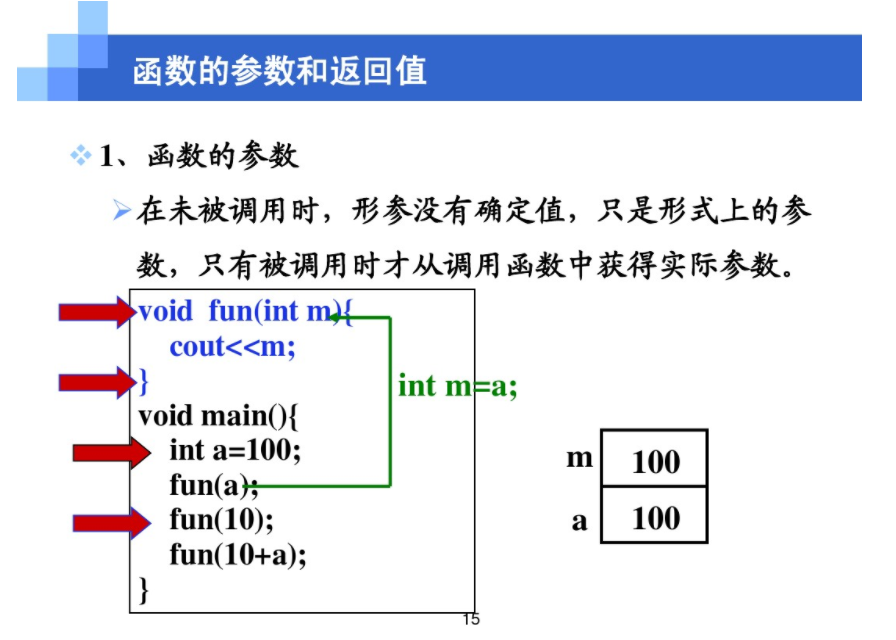 函数的参数和返回值
1、函数的参数
在未被调用时，形参没有确定值，只是形式上的参
数，只有被调用时才从调用函数中获得实际参数。
void fun(int m){
cout<<m;
}
int m=a;
void main(){
int a=100;
fun(a);
fun(10);
fun(10+a);
}
m 100
a 100
15